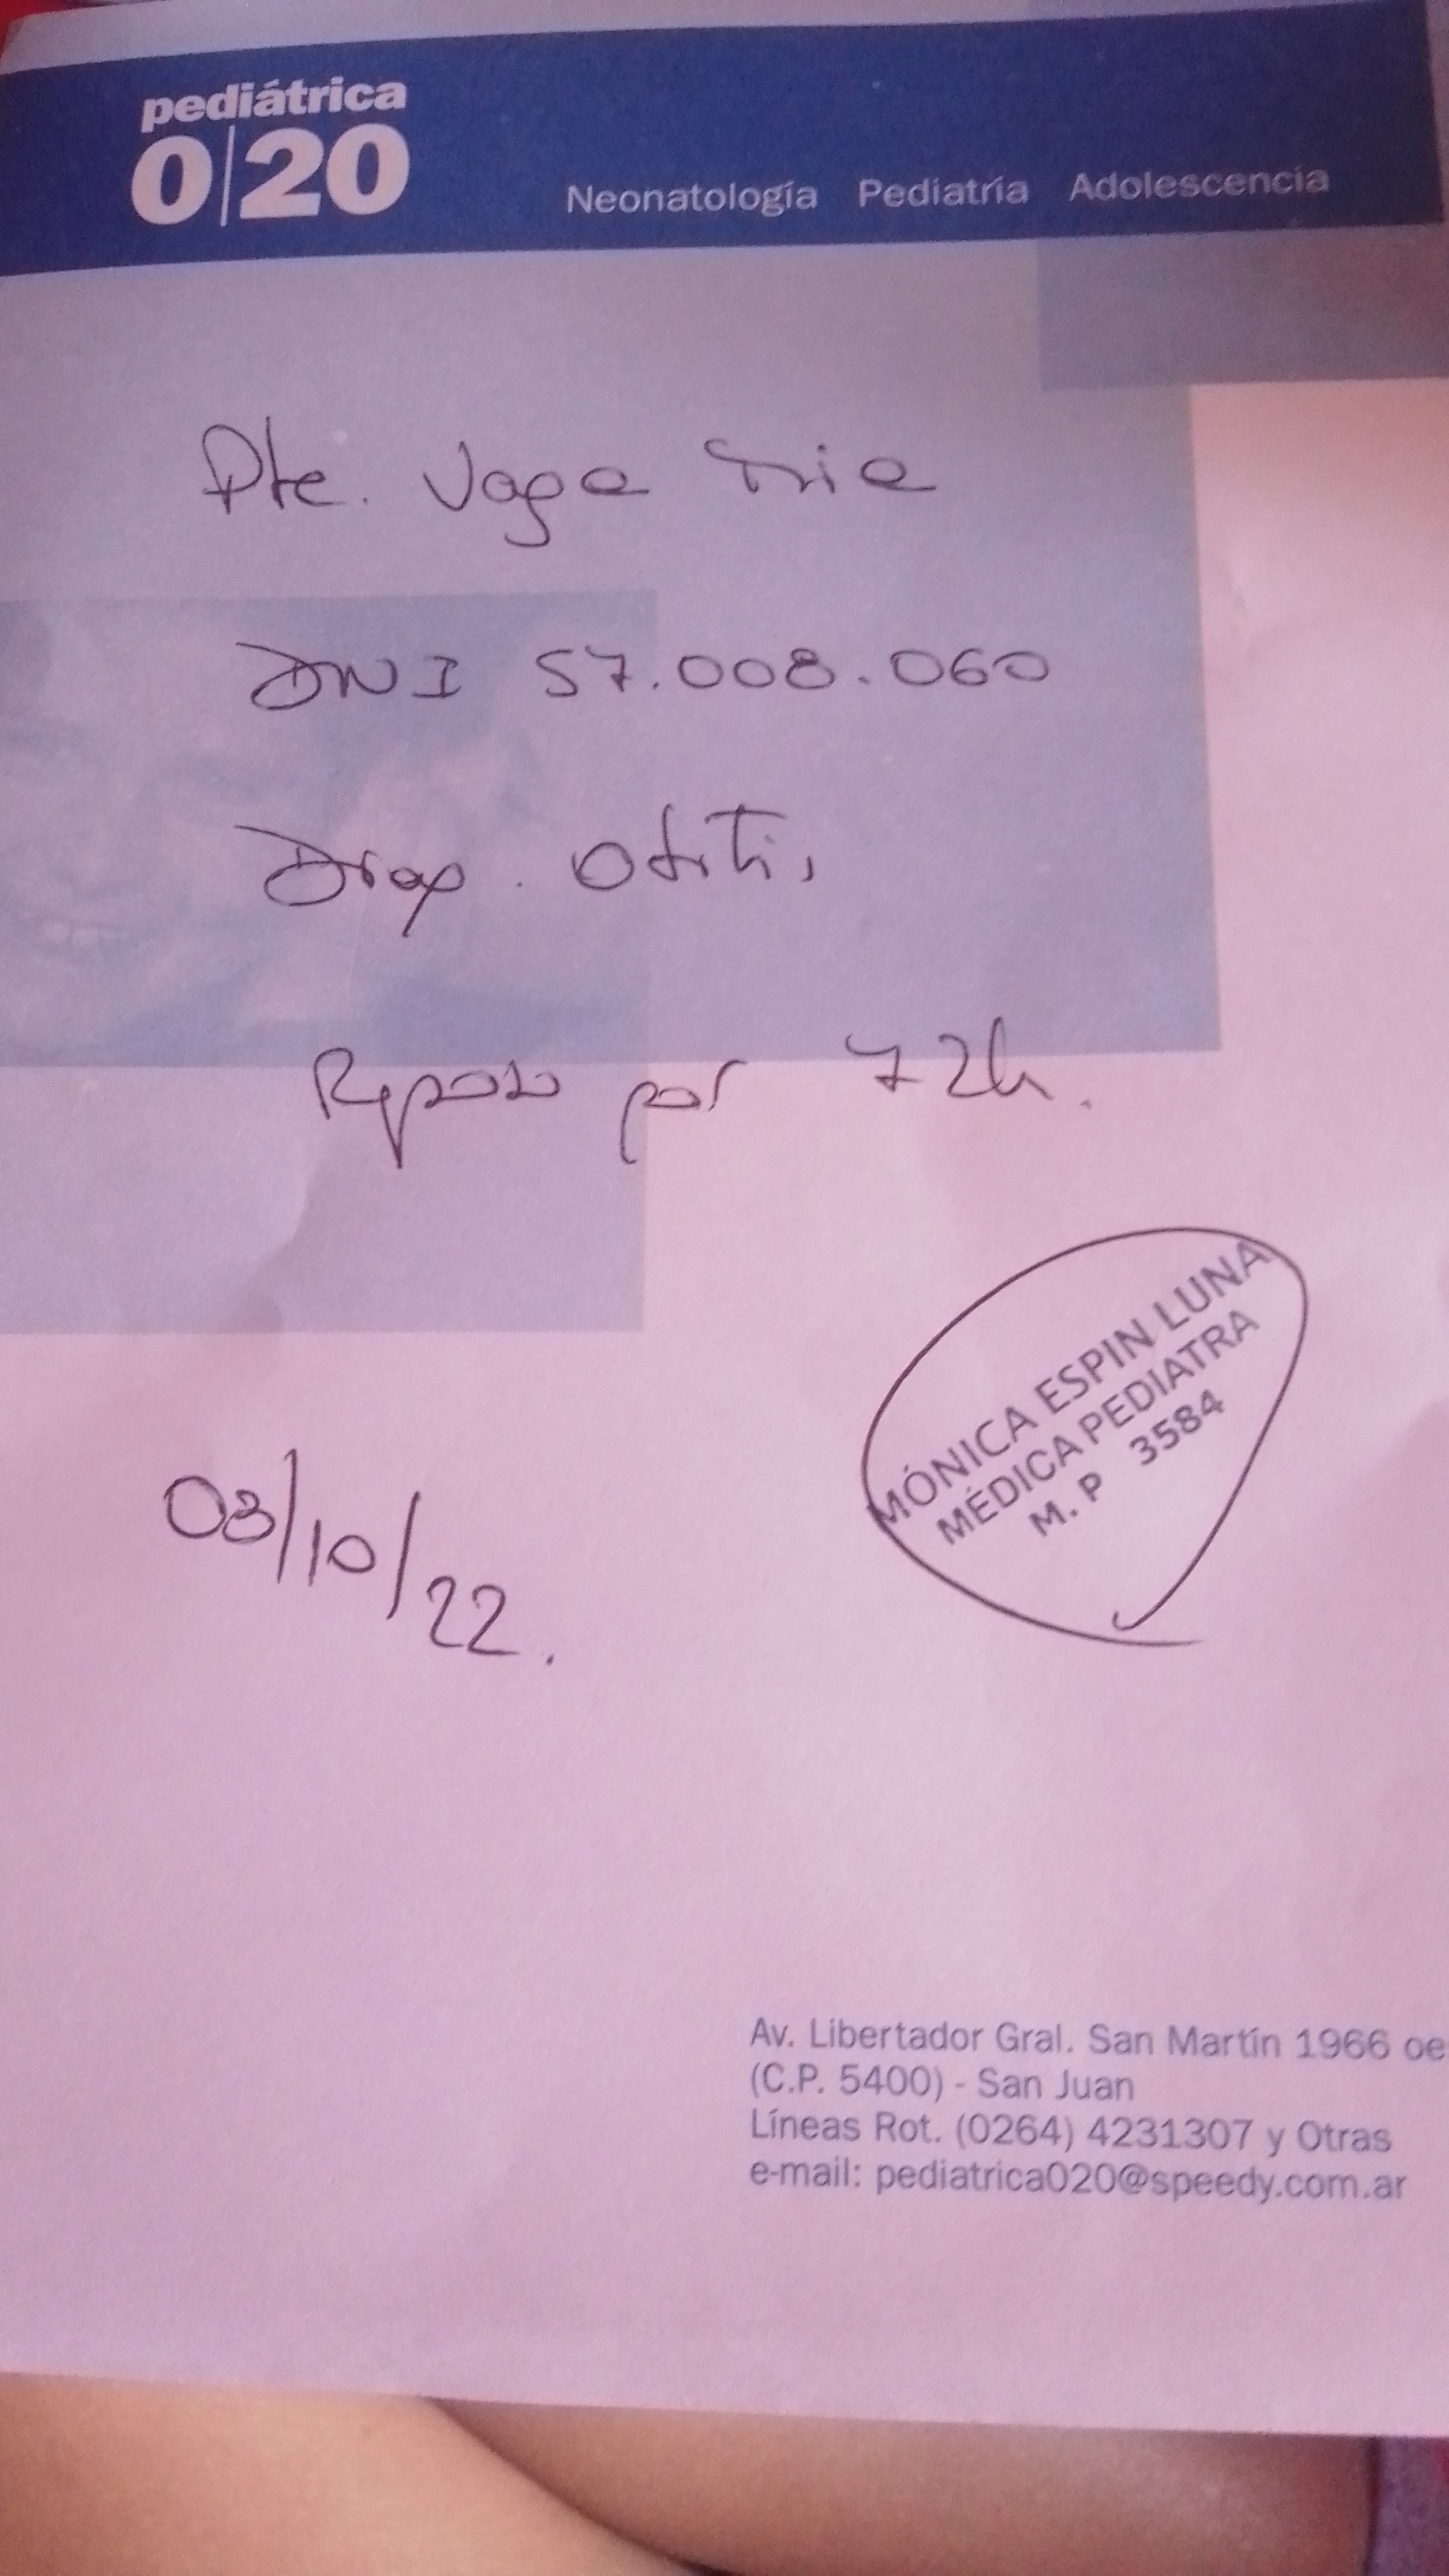 pediátrica
0|20
Neonatología Pediatría Adolescencia
Pte. Vega Mia
DNI 57.008.060
Diag. Otitis
Reposo por 72h.
MÓNICA ESPIN LUNA
MÉDICA PEDIATRA
M. P 3584
03/10/22.
Av. Libertador Gral. San Martín 1966 oe
(C.P. 5400) - San Juan
Líneas Rot. (0264) 4231307 y Otras
e-mail: pediatrica020@speedy.com.ar